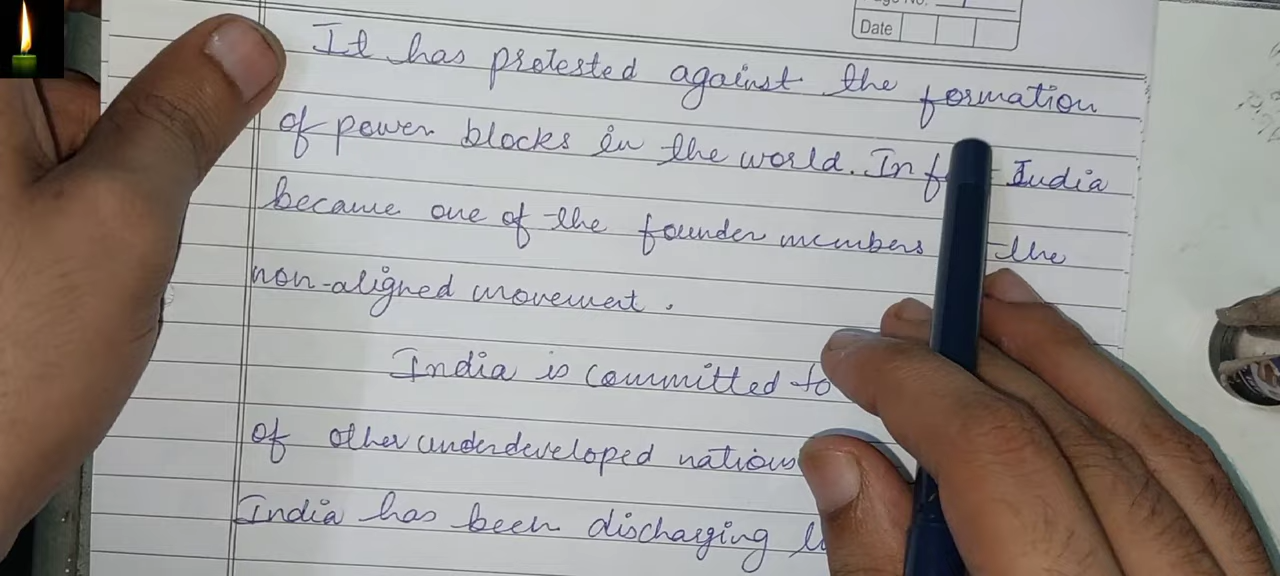 Date
It has protested against the formation
of power blocks in the world. In India
became one of the founder members the
non-aligned movement.
India is committed to
of other underdeveloped nations
India has been discharging